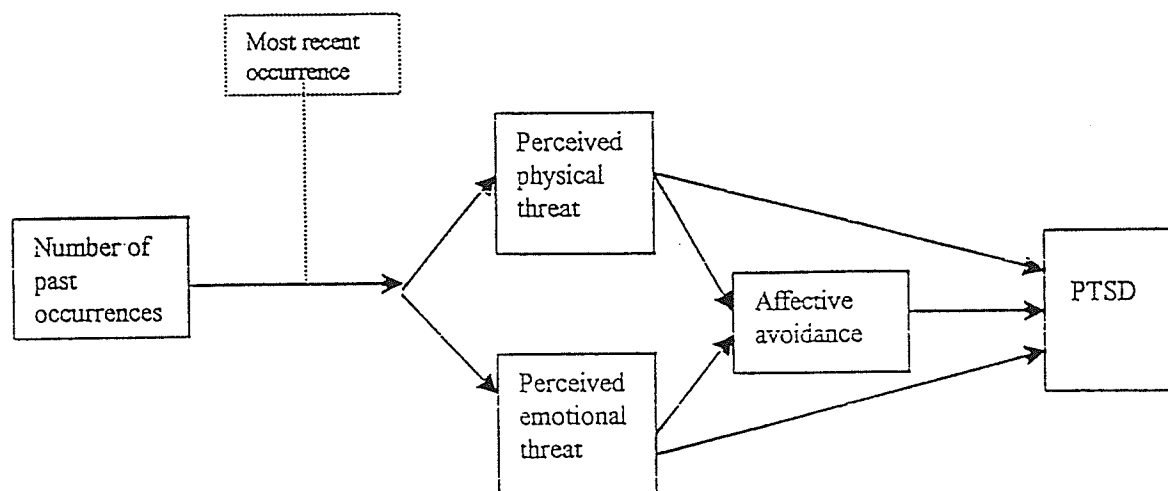 Most recent
occurrence
Perceived
physical
threat
Number of
past
occurrences
Affective
avoidance
PTSD
Perceived
emotional
threat